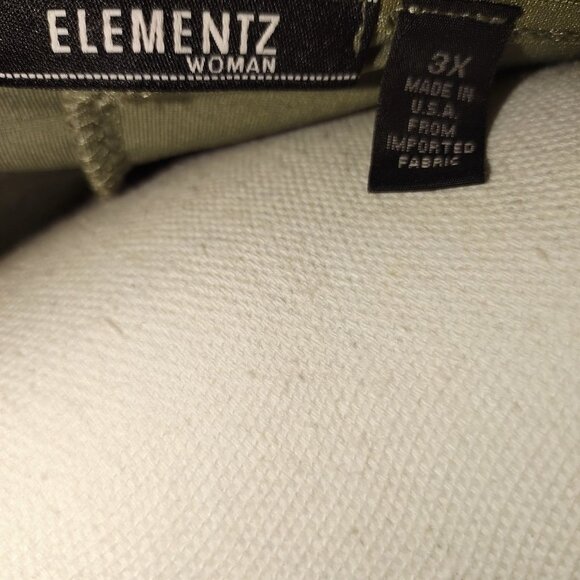 ELEMENTZ
WOMAN
3X
MADE IN
U.S.A.
FROM
IMPORTED
FABRIC